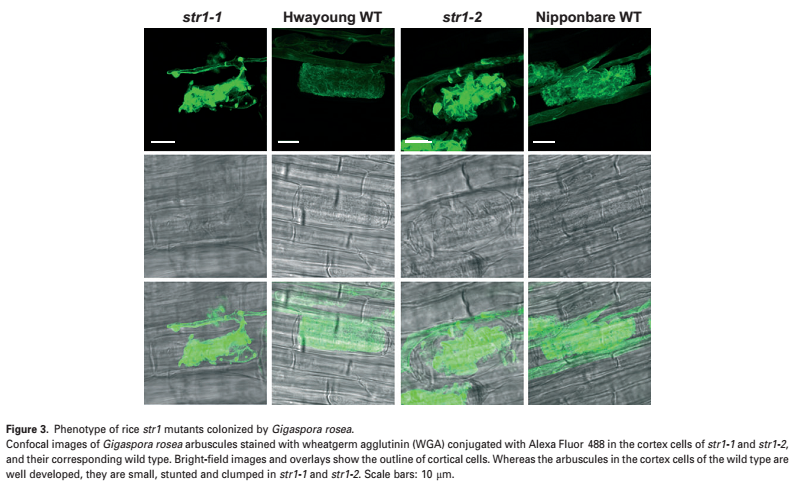 str1-1 Hwayoung WT str1-2 Nipponbare WT
Figure 3. Phenotype of rice str1 mutants colonized by Gigaspora rosea.
Confocal images of Gigaspora rosea arbuscules stained with wheatgerm agglutinin (WGA) conjugated with Alexa Fluor 488 in the cortex cells of str1-1 and str1-2,
and their corresponding wild type. Bright-field images and overlays show the outline of cortical cells. Whereas the arbuscules in the cortex cells of the wild type are
well developed, they are small, stunted and clumped in str1-1 and str1-2. Scale bars: 10 μm.